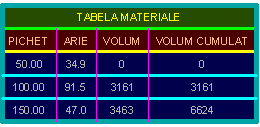 TABELA MATERIALE
PICHET ARIE VOLUM VOLUM CUMULAT
50.00 34.9 0 0
100.00 91.5 3161 3161
150.00 47.0 3463 6624